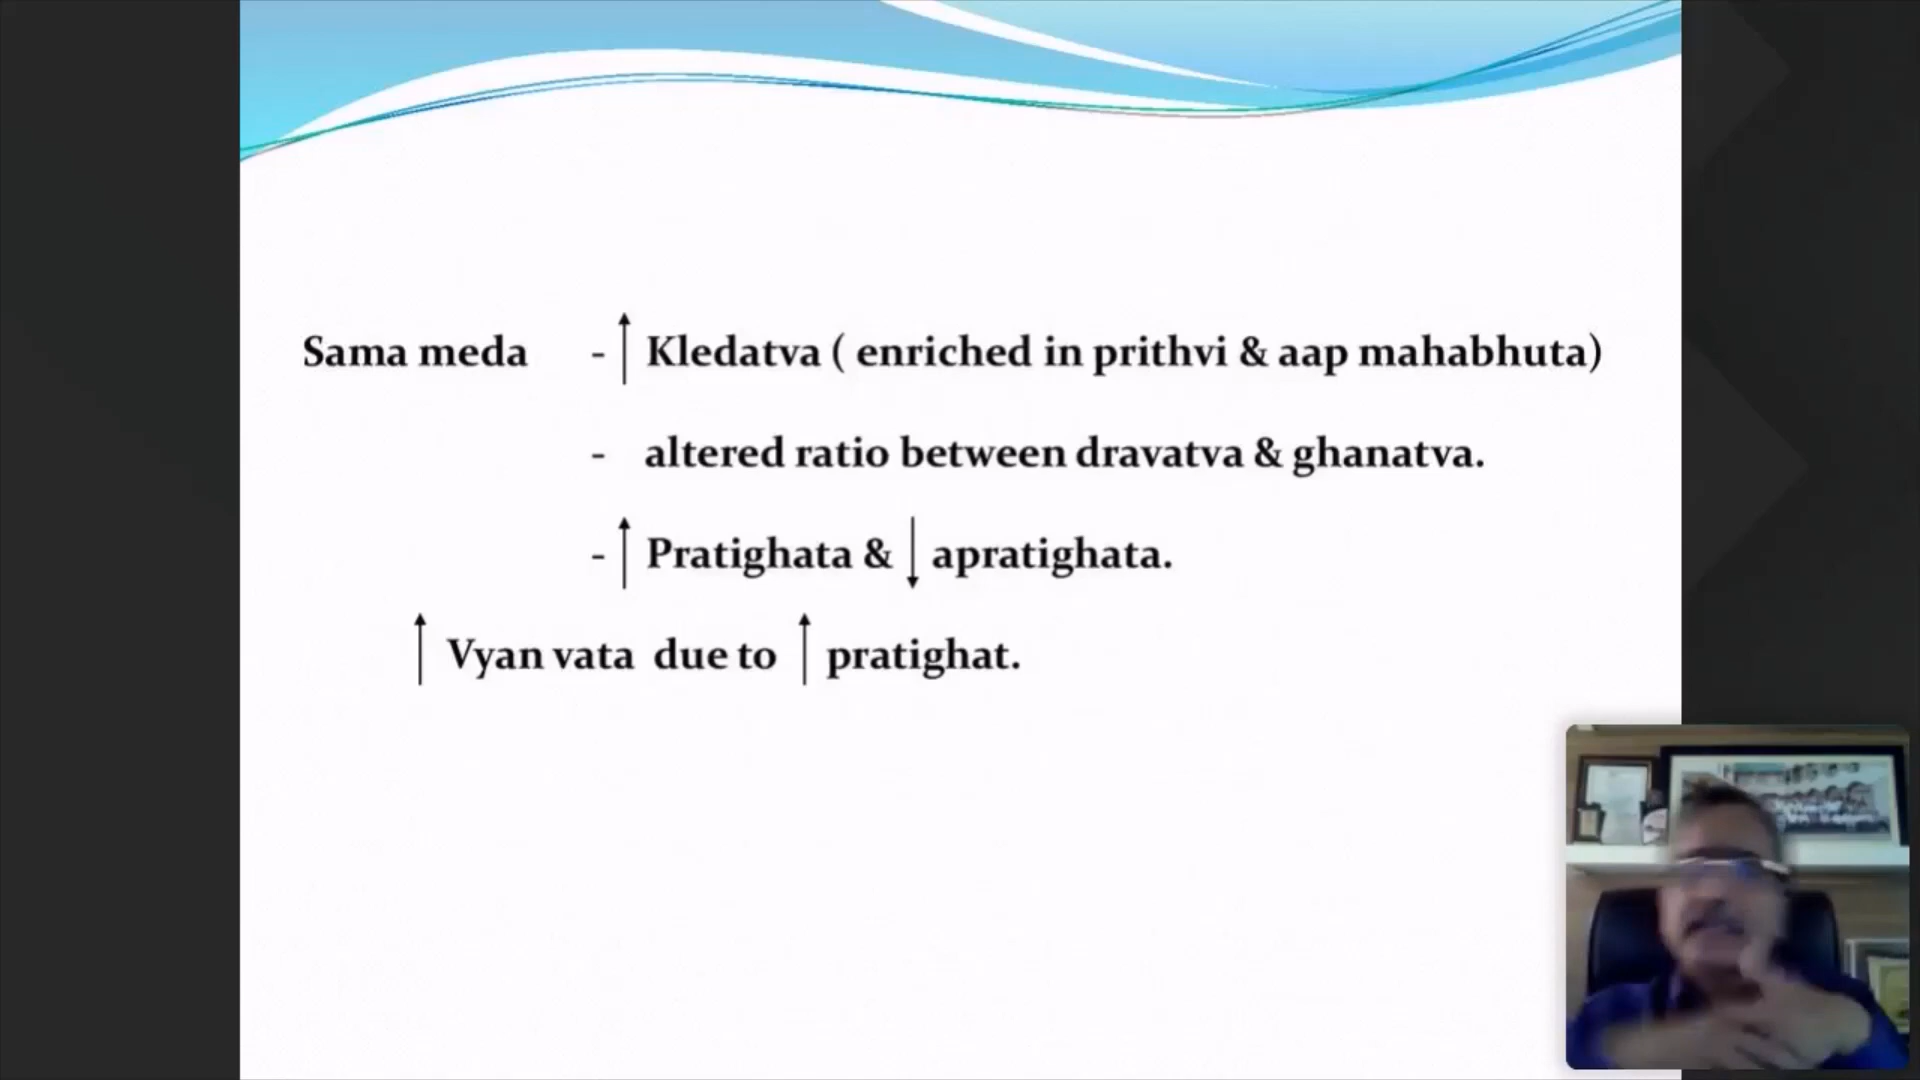 Sama meda - ↑ Kledatva ( enriched in prithvi & aap mahabhuta)
- altered ratio between dravatva & ghanatva.
- ↑ Pratighata & ↓ apratighata.
↑ Vyan vata due to ↑ pratighat.